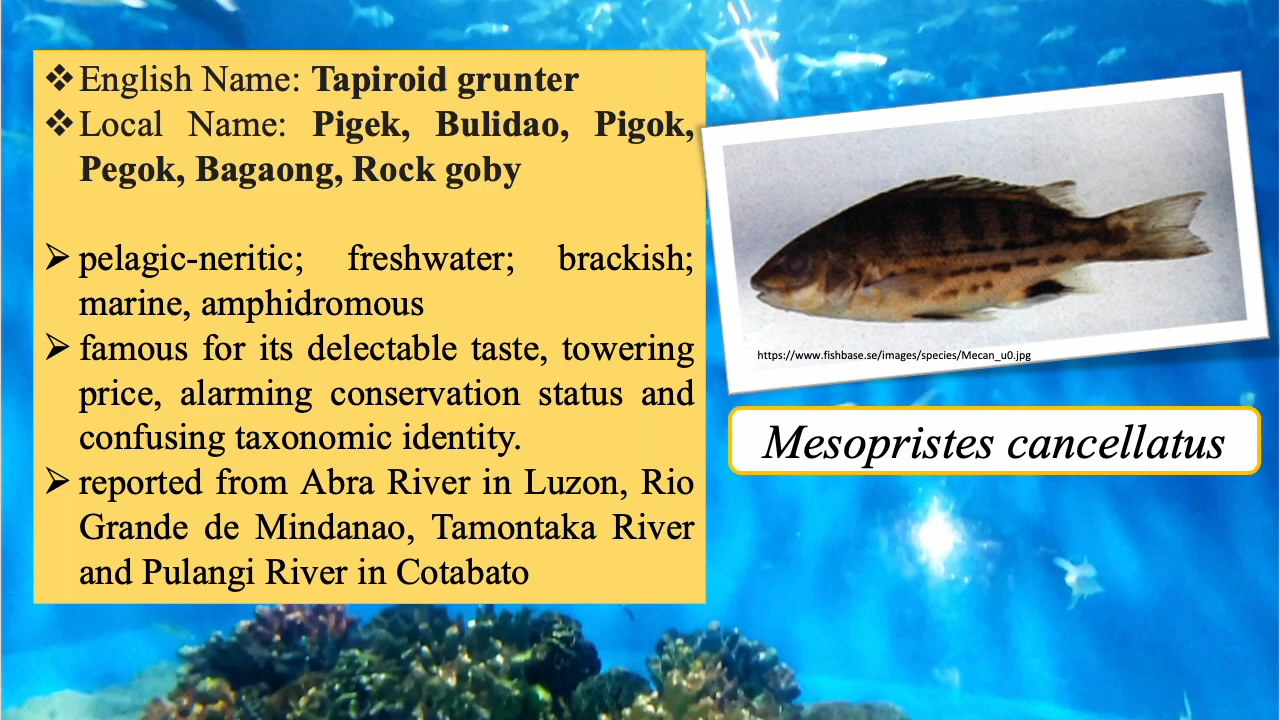 ❖English Name: Tapiroid grunter
❖Local Name: Pigek, Bulidao, Pigok,
Pegok, Bagaong, Rock goby
➢pelagic-neritic; freshwater; brackish;
marine, amphidromous
➢famous for its delectable taste, towering
price, alarming conservation status and
confusing taxonomic identity.
➢reported from Abra River in Luzon, Rio
Grande de Mindanao, Tamontaka River
and Pulangi River in Cotabato
https://www.fishbase.se/images/species/Mecan_u0.jpg
Mesopristes cancellatus